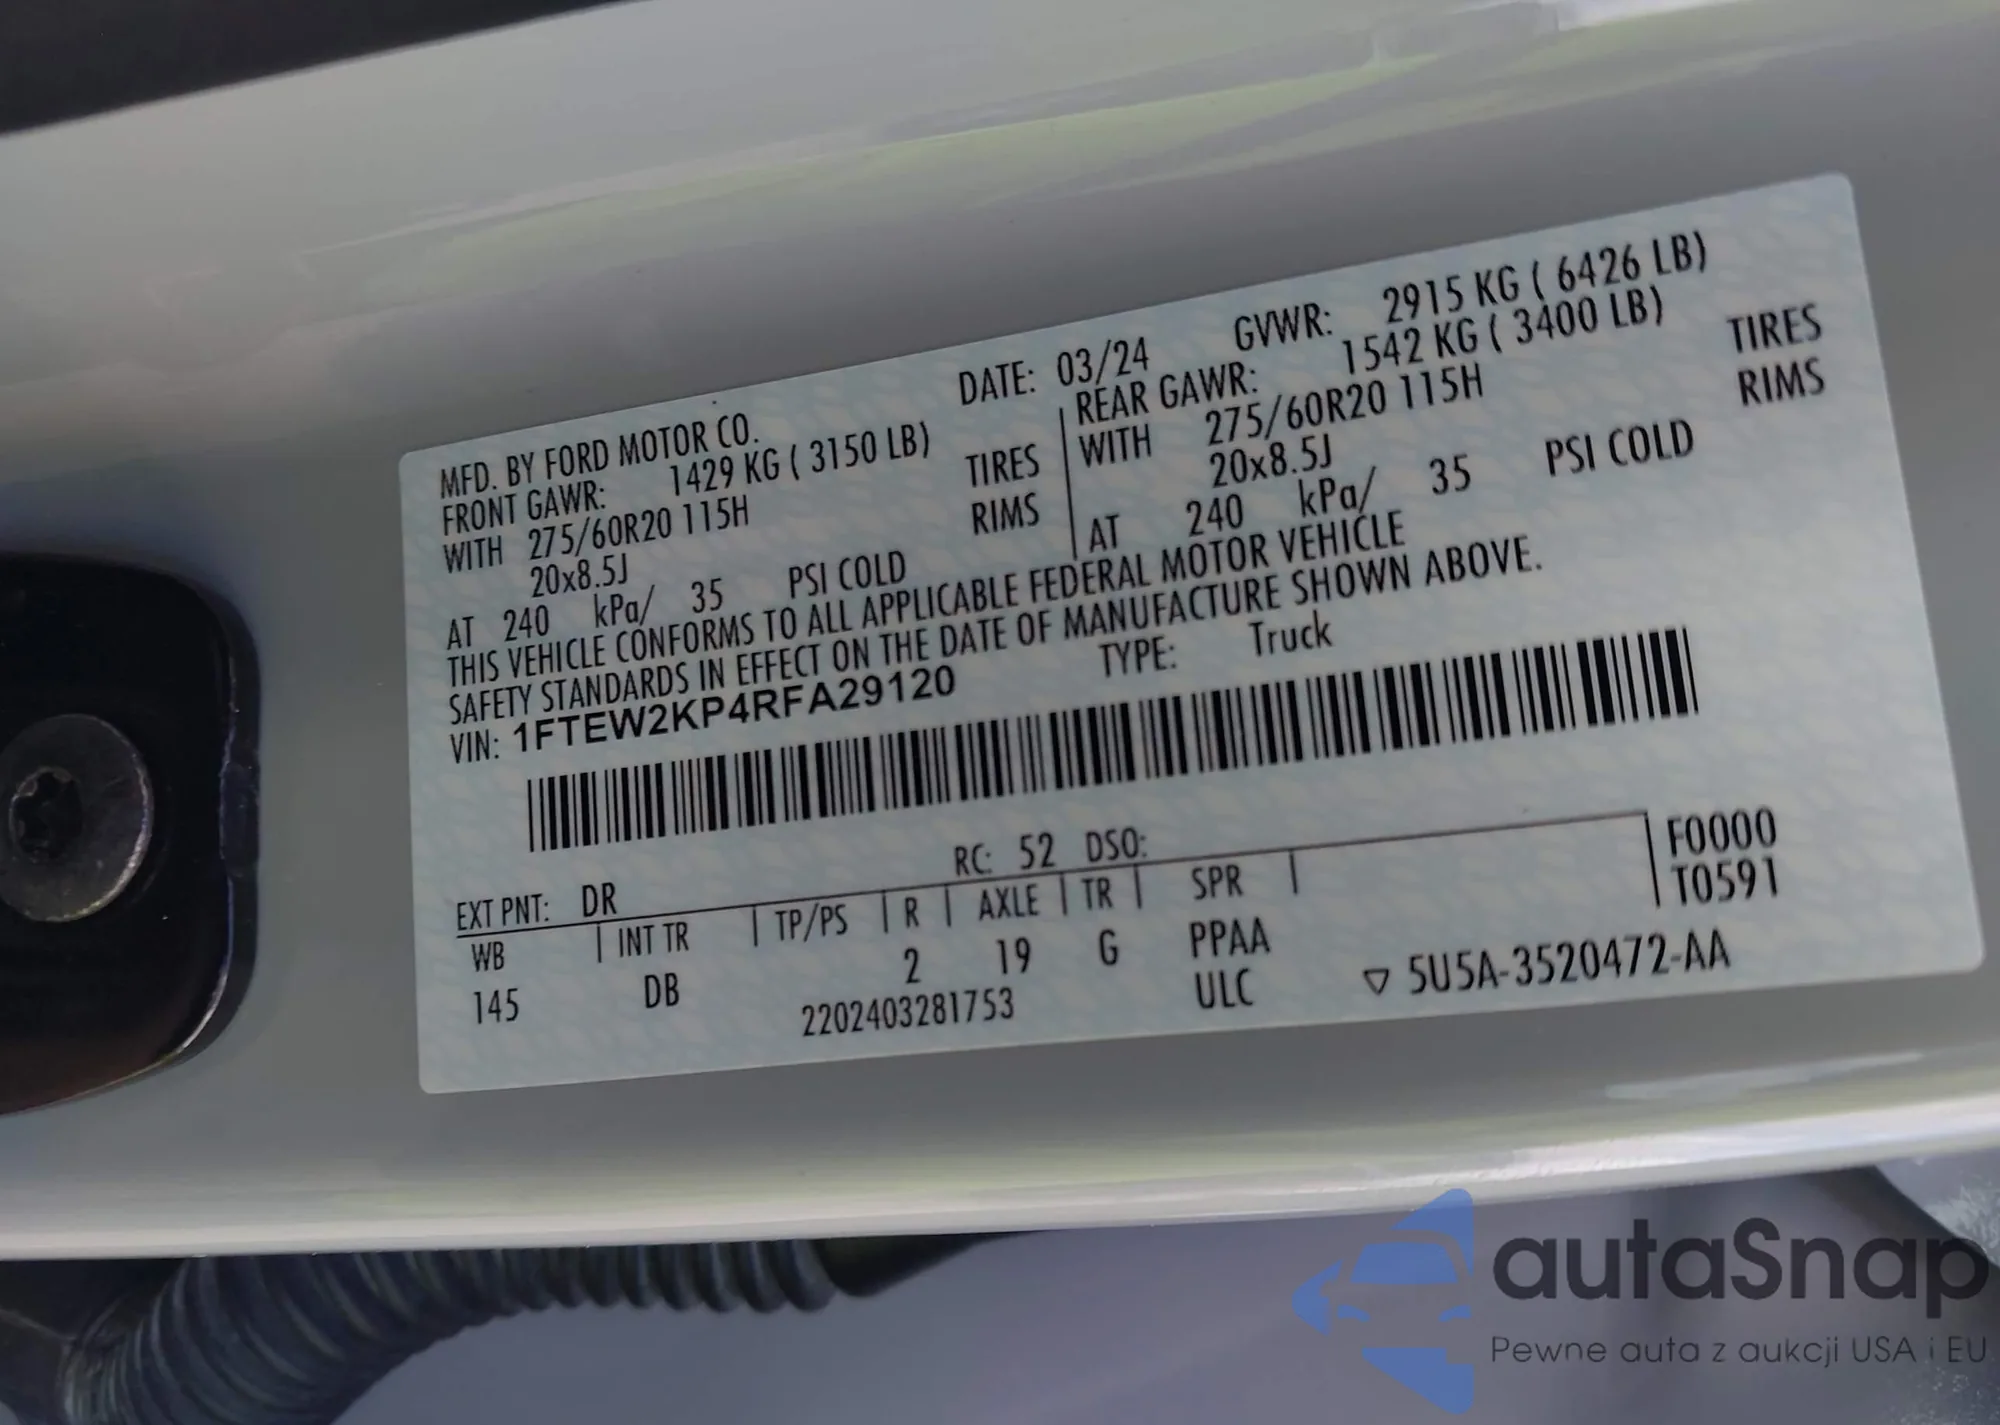 MFD. BY FORD MOTOR CO. DATE: 03/24 GVWR: 2915 KG ( 6426 LB)
FRONT GAWR: 1429 KG ( 3150 LB) REAR GAWR: 1542 KG ( 3400 LB)
WITH 275/60R20 115H TIRES WITH 275/60R20 115H TIRES
20x8.5J RIMS 20x8.5J RIMS
AT 240 kPa/ 35 PSI COLD AT 240 kPa/ 35 PSI COLD
THIS VEHICLE CONFORMS TO ALL APPLICABLE FEDERAL MOTOR VEHICLE
SAFETY STANDARDS IN EFFECT ON THE DATE OF MANUFACTURE SHOWN ABOVE.
VIN: 1FTEW2KP4RFA29120 TYPE: Truck
EXT PNT: DR RC: 52 DSO: F0000
WB INT TR TP/PS R AXLE TR SPR T0591
145 DB 2 19 G PPAA
2202403281753 ULC ▽ 5U5A-3520472-AA
autaSnap
Pewne auta z aukcji USA i EU